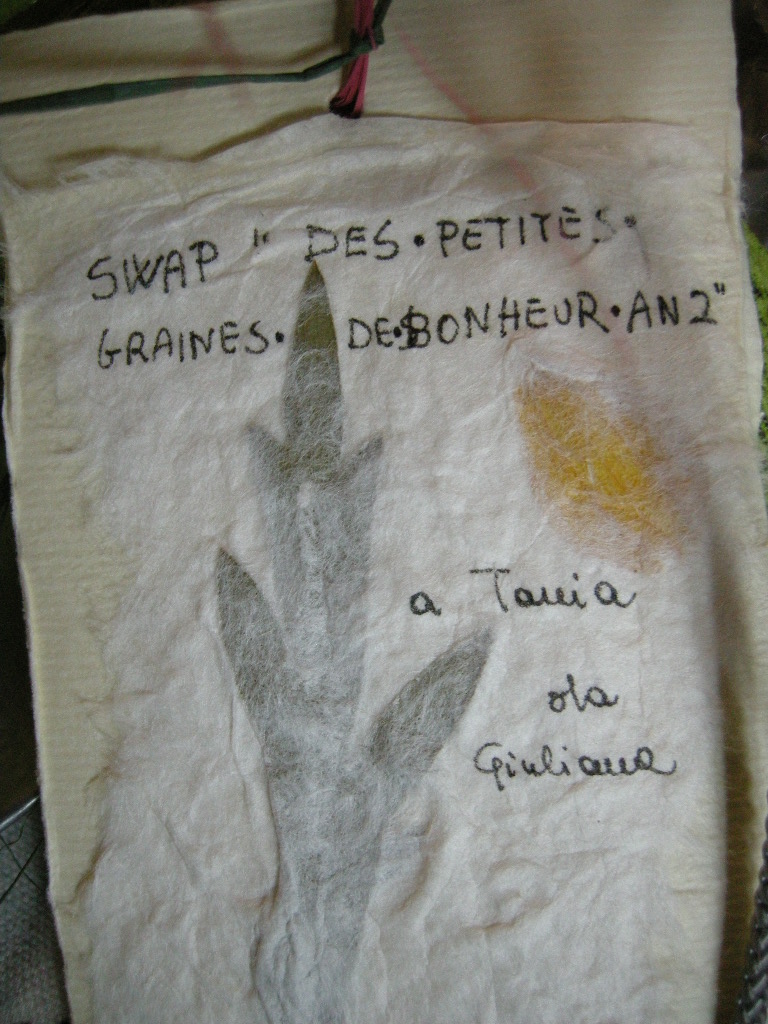 SWAP " DES • PETITES •
GRAINES • DE • BONHEUR • AN 2"
a Tania
da
Giuliana